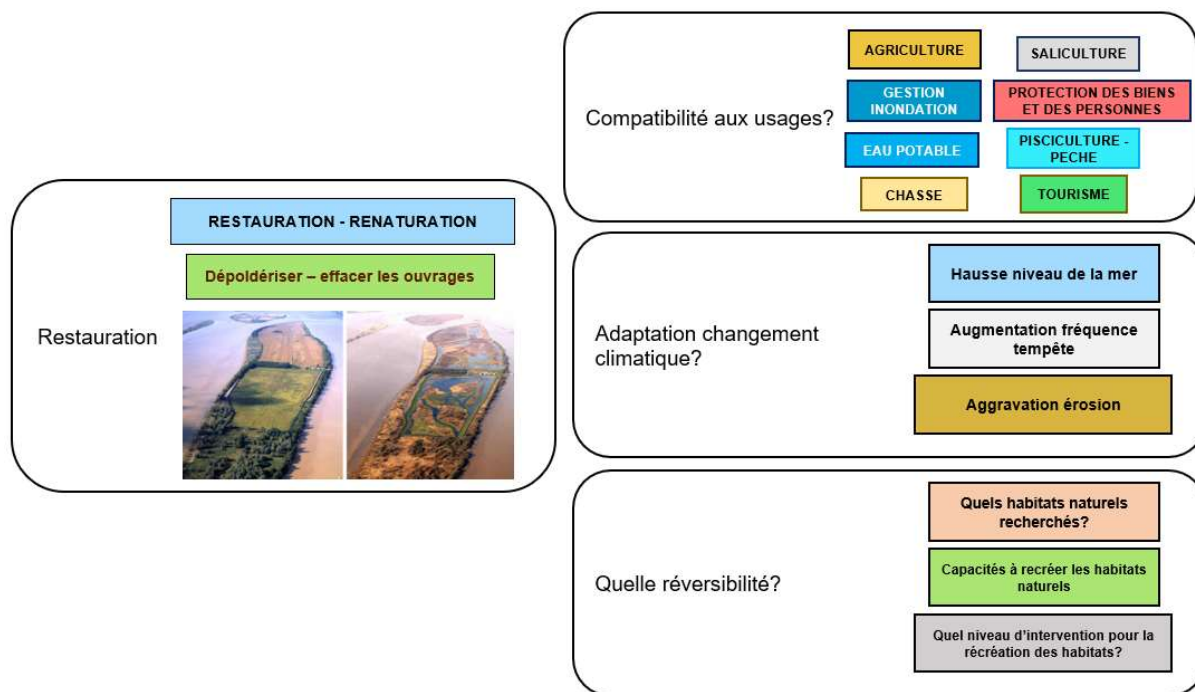 Restauration
RESTAURATION - RENATURATION
Dépoldériser – effacer les ouvrages
Compatibilité aux usages?
AGRICULTURE
SALICULTURE
GESTION
INONDATION
PROTECTION DES BIENS
ET DES PERSONNES
EAU POTABLE
PISCICULTURE -
PECHE
CHASSE
TOURISME
Adaptation changement
climatique?
Hausse niveau de la mer
Augmentation fréquence
tempête
Aggravation érosion
Quelle réversibilité?
Quels habitats naturels
recherchés?
Capacités à recréer les habitats
naturels
Quel niveau d'intervention pour la
récréation des habitats?